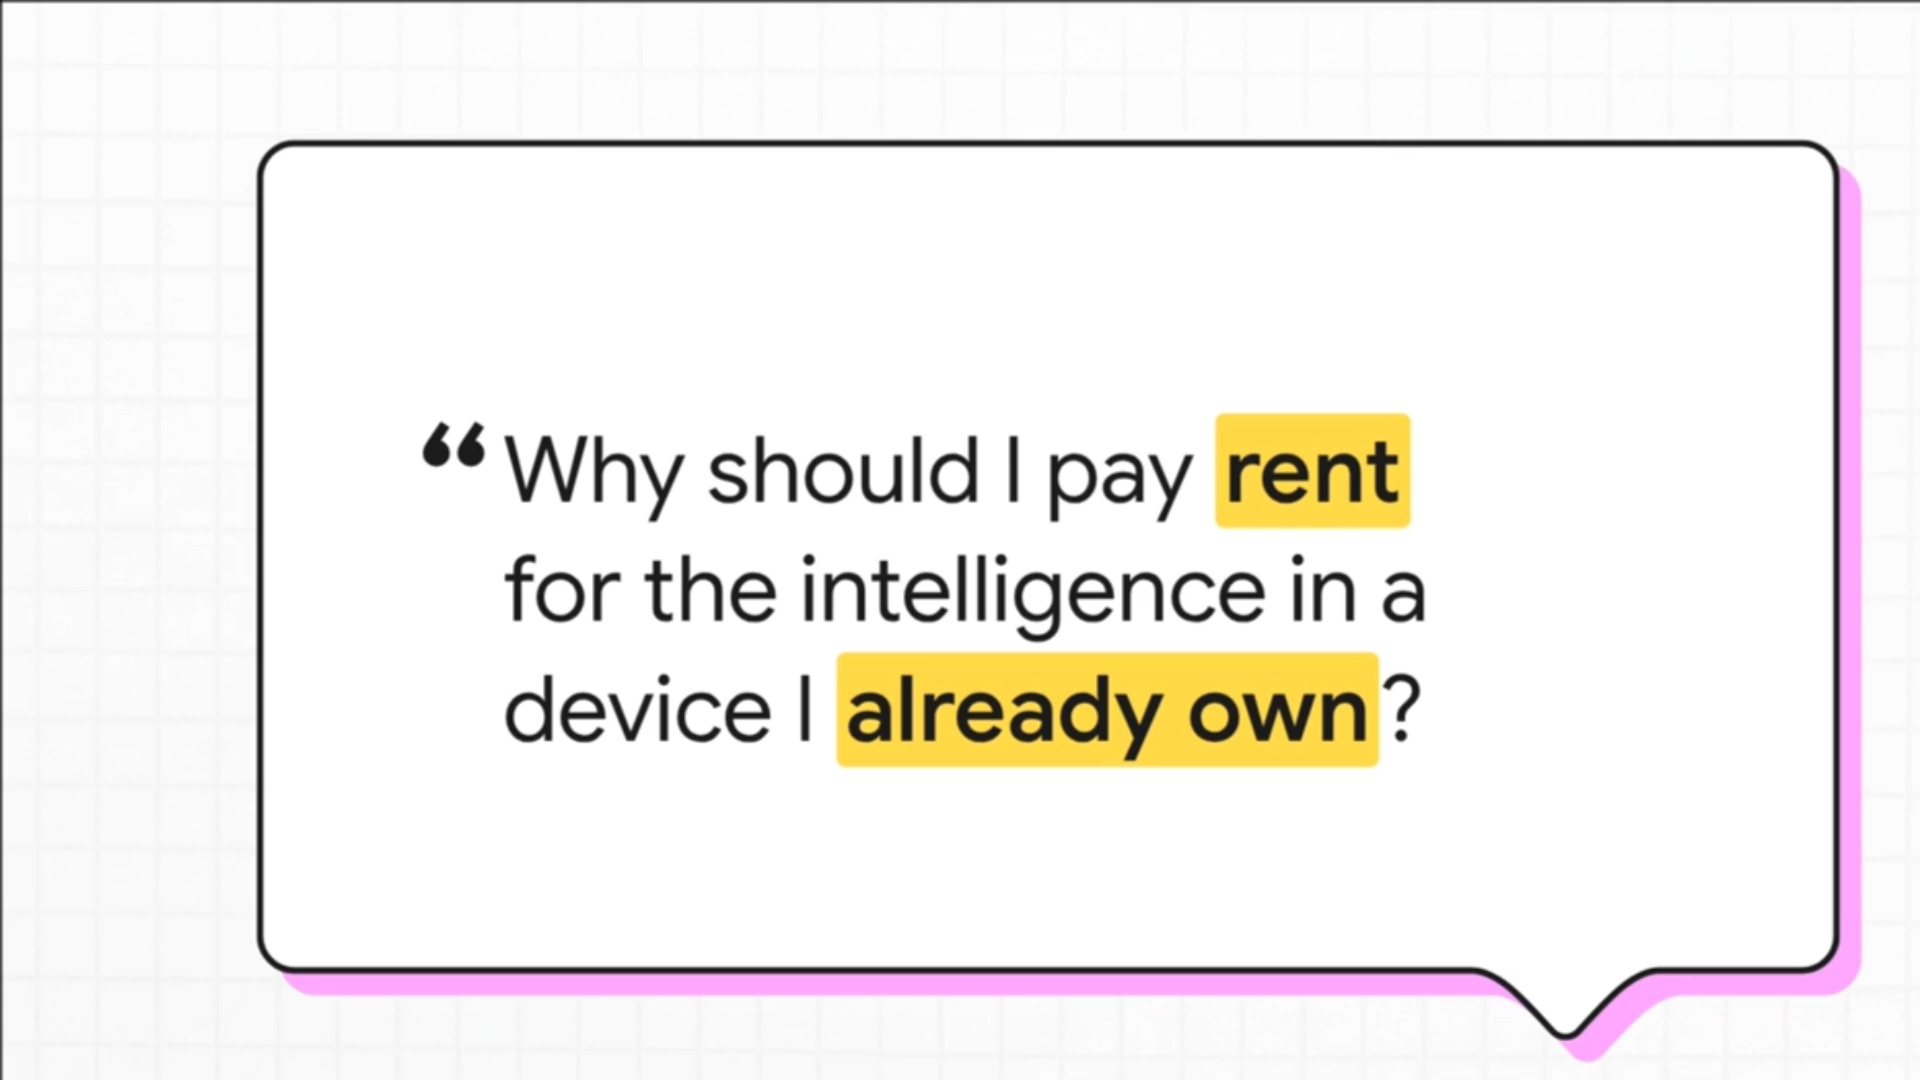 “Why should I pay rent
for the intelligence in a
device I already own?